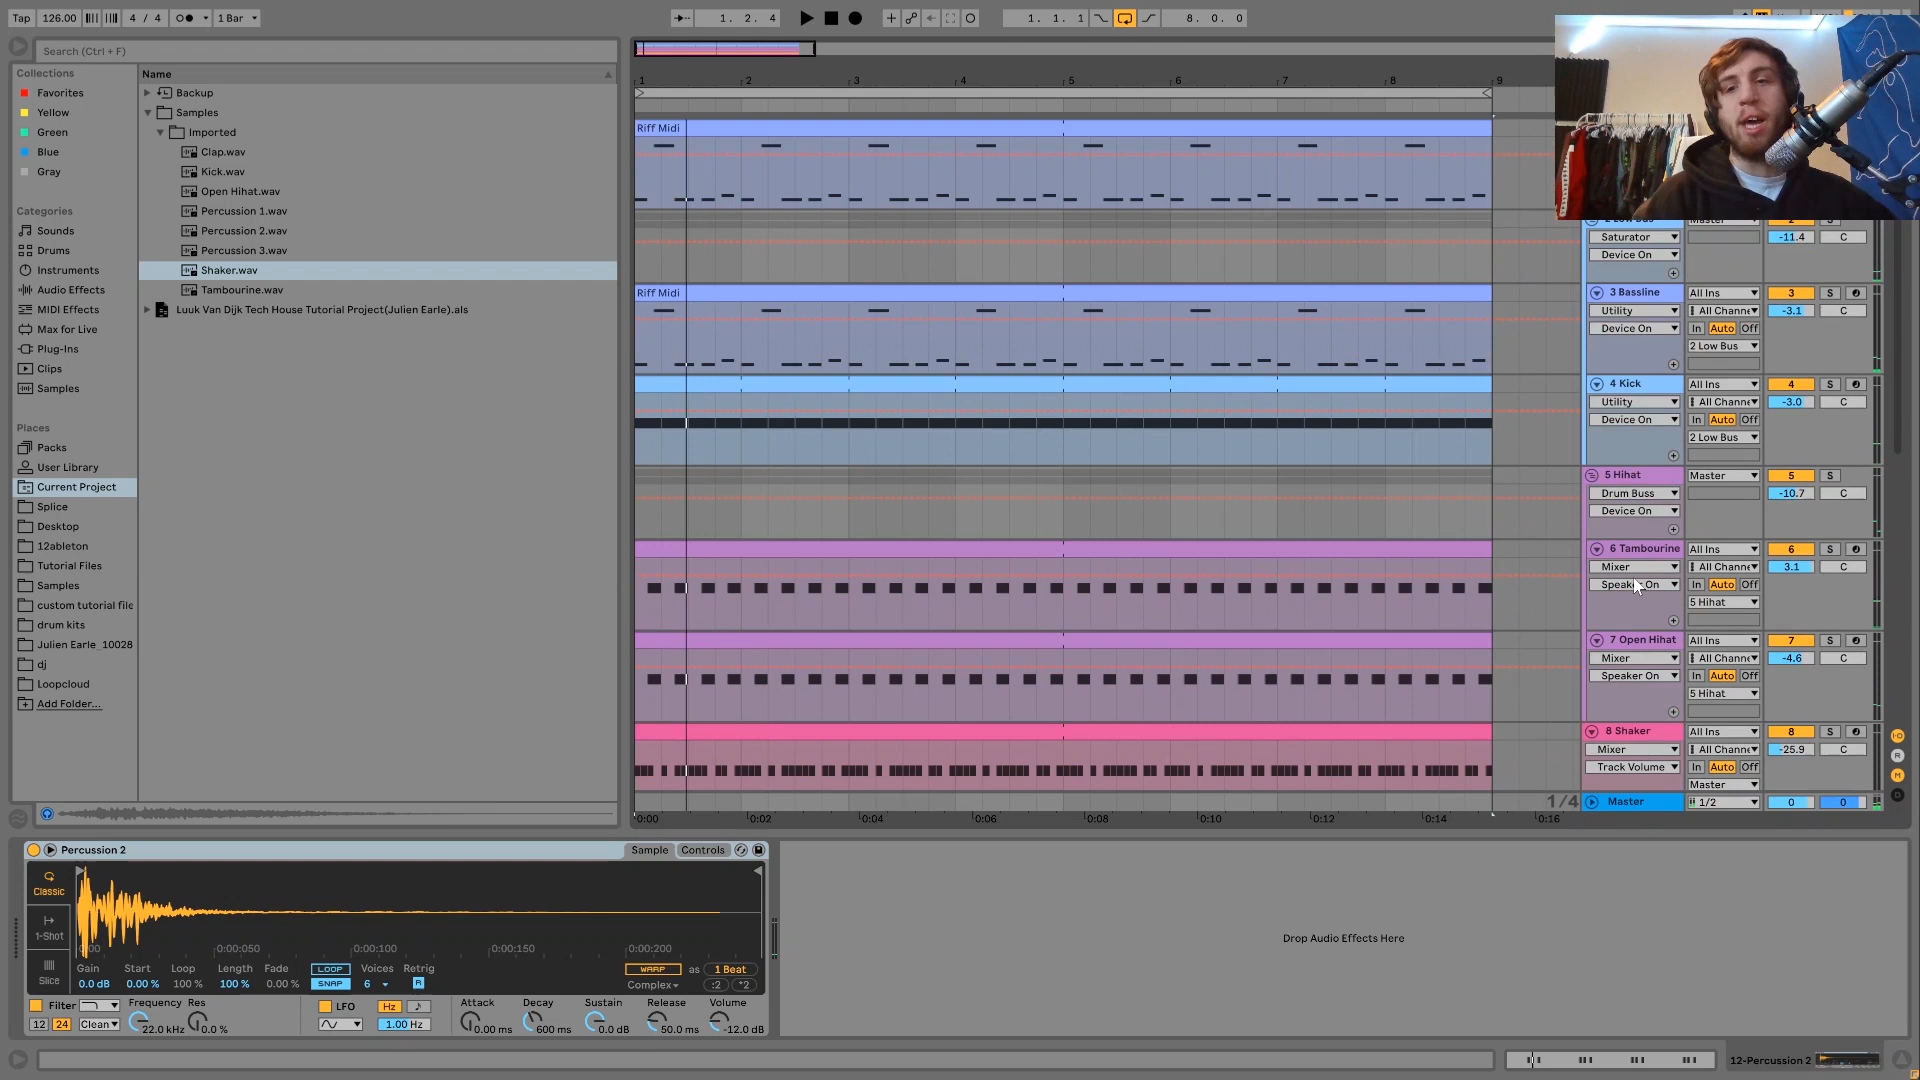 Tap 126.00 4 / 4 1 Bar 1. 2. 4 1. 1. 1 8. 0. 0
Search (Ctrl + F)
Collections
Favorites
Yellow
Green
Blue
Gray
Categories
Sounds
Drums
Instruments
Audio Effects
MIDI Effects
Max for Live
Plug-Ins
Clips
Samples
Places
Packs
User Library
Current Project
Splice
Desktop
12ableton
Tutorial Files
Samples
custom tutorial file
drum kits
Julien Earle_10028
dj
Loopcloud
Add Folder...
Name
Backup
Samples
Imported
Clap.wav
Kick.wav
Open Hihat.wav
Percussion 1.wav
Percussion 2.wav
Percussion 3.wav
Shaker.wav
Tambourine.wav
Luuk Van Dijk Tech House Tutorial Project(Julien Earle).als
1 2 3 4 5 6 7 8 9
Riff Midi
Riff Midi
Saturator -11.4 C
Device On
3 Bassline All Ins 3 S
Utility All Channe -3.1 C
Device On In Auto Off
2 Low Bus
4 Kick All Ins 4 S
Utility All Channe -3.0 C
Device On In Auto Off
2 Low Bus
5 Hihat Master 5 S
Drum Buss -10.7 C
Device On
6 Tambourine All Ins 6 S
Mixer All Channe 3.1 C
Speaker On In Auto Off
5 Hihat
7 Open Hihat All Ins 7 S
Mixer All Channe -4.6 C
Speaker On In Auto Off
5 Hihat
8 Shaker All Ins 8 S
Mixer All Channe -25.9 C
Track Volume In Auto Off
Master
1/4 Master 1/2 0 0
0:00 0:02 0:04 0:06 0:08 0:10 0:12 0:14 0:16
Percussion 2 Sample Controls
Classic
1-Shot
Slice
0:00:050 0:00:100 0:00:150 0:00:200
Gain Start Loop Length Fade LOOP Voices Retrig WARP as 1 Beat
0.0 dB 0.00 % 100 % 100 % 0.00 % SNAP 6 R Complex :2 *2
Filter Frequency Res LFO Hz Attack Decay Sustain Release Volume
12 24 Clean 22.0 kHz 0.0 % 1.00 Hz 0.00 ms 600 ms 0.0 dB 50.0 ms -12.0 dB
Drop Audio Effects Here
12-Percussion 2